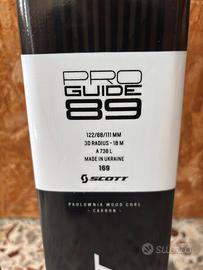 PRO
GUIDE
89
122/88/111 MM
3D RADIUS - 18 M
A 738 L
MADE IN UKRAINE
169
SCOTT
PAULOWNIA WOOD CORE
- CARBON -
subito